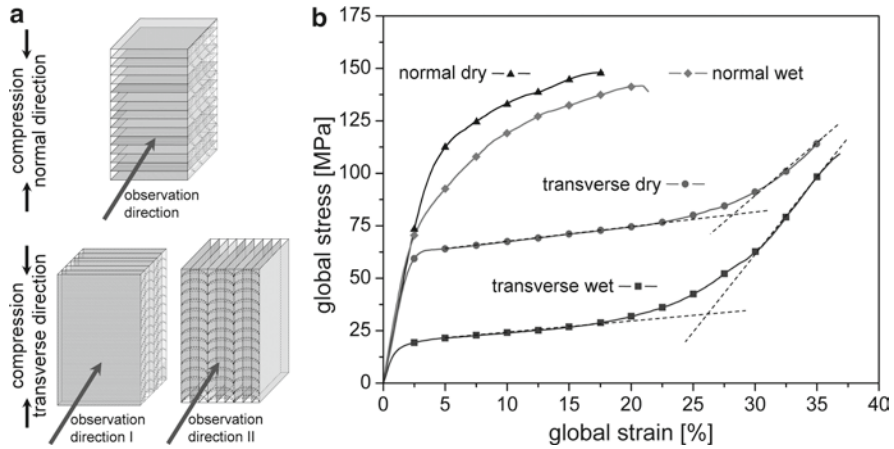 a
compression
normal direction
observation
direction
compression
transverse direction
observation
direction I
observation
direction II
b
global stress [MPa]
175
150
125
100
75
50
25
0
normal dry
normal wet
transverse dry
transverse wet
0 5 10 15 20 25 30 35 40
global strain [%]